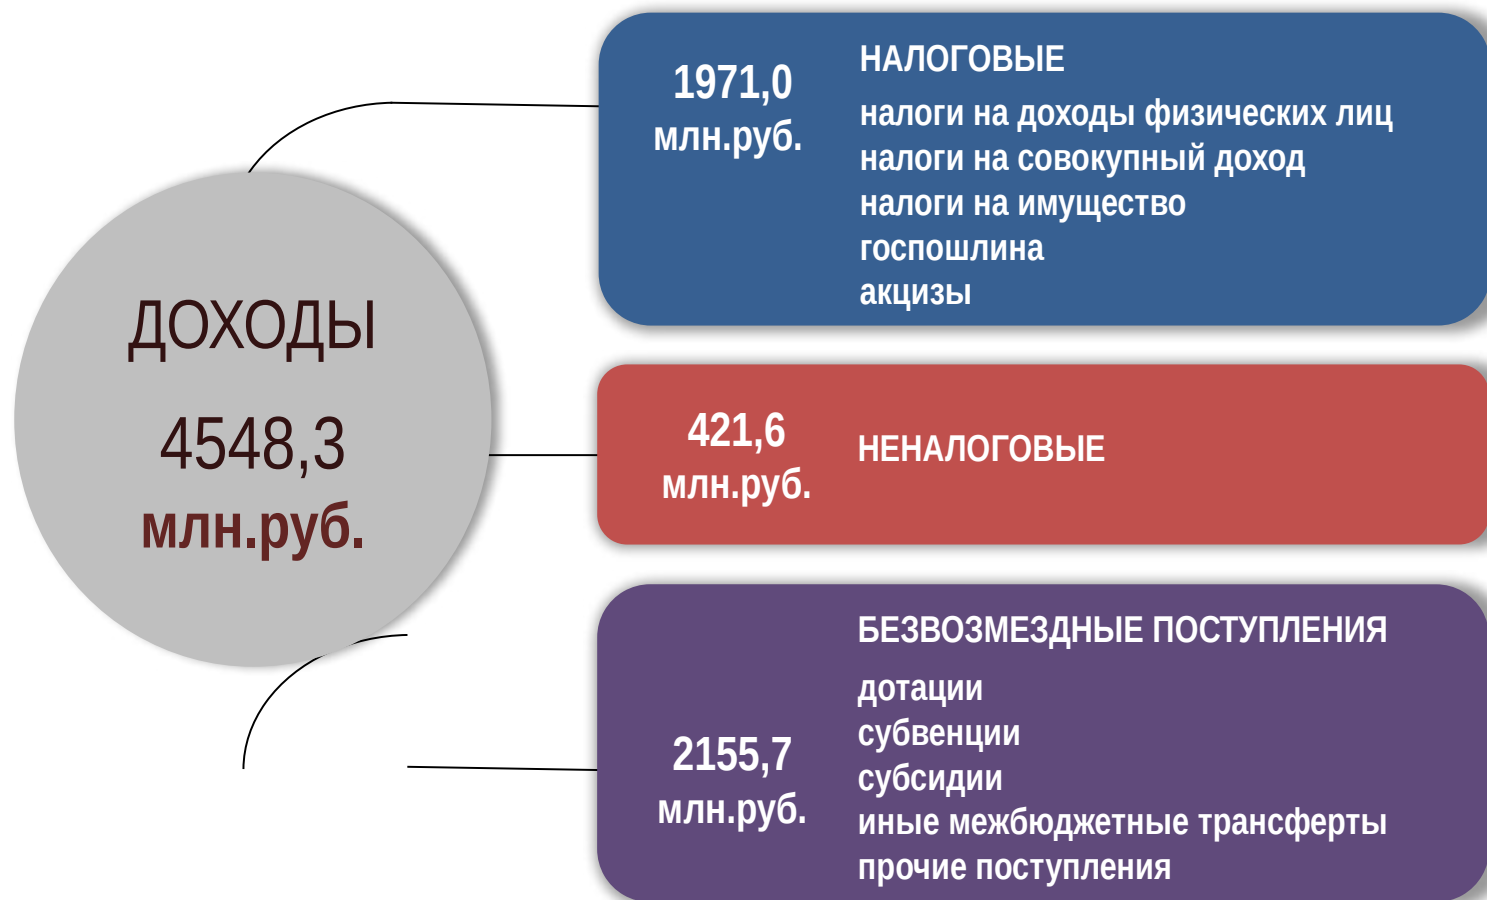 ДОХОДЫ
4548,3
млн.руб.
1971,0
млн.руб.
НАЛОГОВЫЕ
налоги на доходы физических лиц
налоги на совокупный доход
налоги на имущество
госпошлина
акцизы
421,6
млн.руб.
НЕНАЛОГОВЫЕ
2155,7
млн.руб.
БЕЗВОЗМЕЗДНЫЕ ПОСТУПЛЕНИЯ
дотации
субвенции
субсидии
иные межбюджетные трансферты
прочие поступления